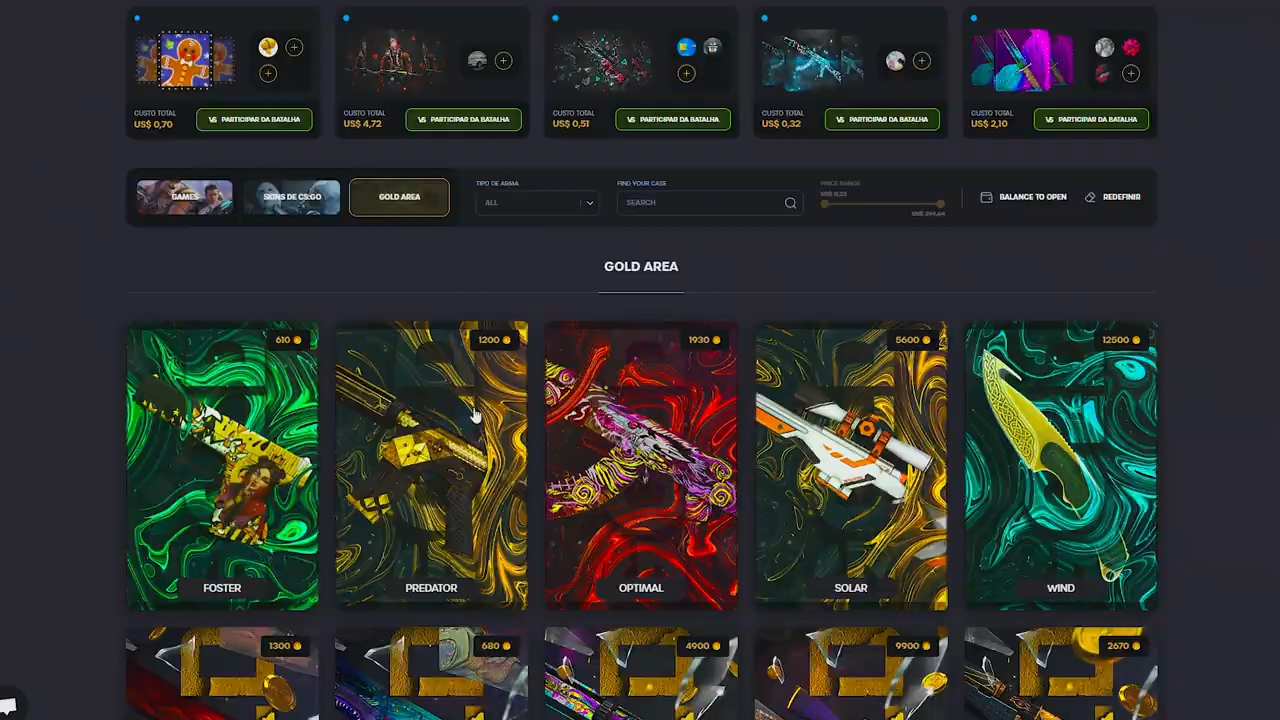 CUSTO TOTAL
US$ 0,70
VS PARTICIPAR DA BATALHA
CUSTO TOTAL
US$ 4,72
VS PARTICIPAR DA BATALHA
CUSTO TOTAL
US$ 0,51
VS PARTICIPAR DA BATALHA
CUSTO TOTAL
US$ 0,32
VS PARTICIPAR DA BATALHA
CUSTO TOTAL
US$ 2,10
VS PARTICIPAR DA BATALHA
GAMES
SKINS DE CS:GO
GOLD AREA
TIPO DE ARMA
ALL
FIND YOUR CASE
SEARCH
PRICE RANGE
BALANCE TO OPEN
REDEFINIR
GOLD AREA
610
1200
1930
5600
12500
FOSTER
PREDATOR
OPTIMAL
SOLAR
WIND
1300
680
4900
9900
2670